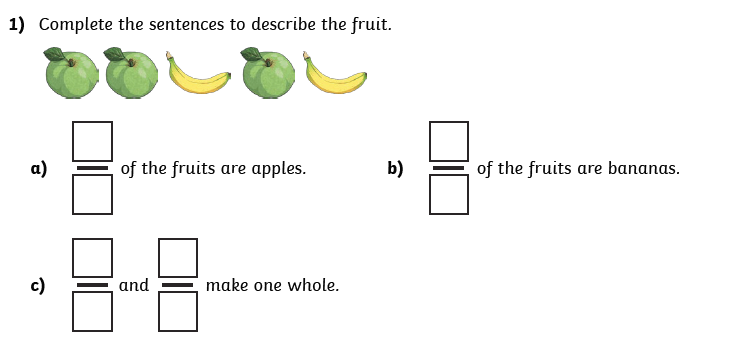 1) Complete the sentences to describe the fruit.
a) of the fruits are apples. b) of the fruits are bananas.
c) and make one whole.